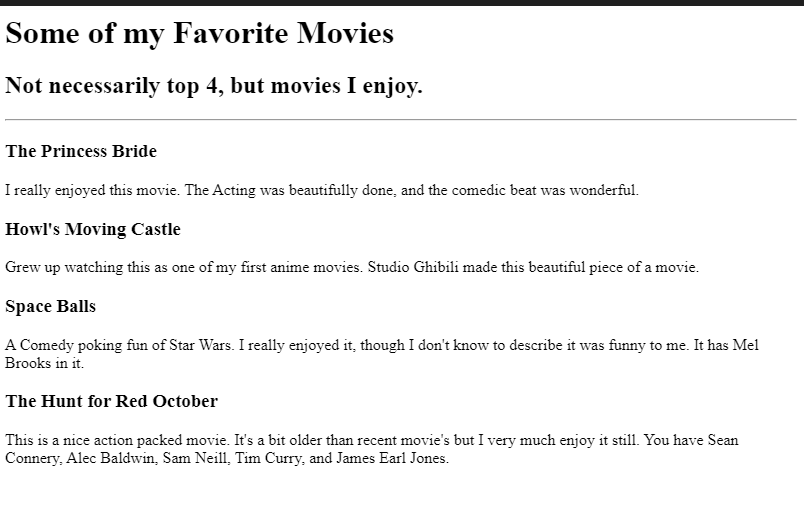 Some of my Favorite Movies
Not necessarily top 4, but movies I enjoy.
The Princess Bride
I really enjoyed this movie. The Acting was beautifully done, and the comedic beat was wonderful.
Howl's Moving Castle
Grew up watching this as one of my first anime movies. Studio Ghibili made this beautiful piece of a movie.
Space Balls
A Comedy poking fun of Star Wars. I really enjoyed it, though I don't know to describe it was funny to me. It has Mel
Brooks in it.
The Hunt for Red October
This is a nice action packed movie. It's a bit older than recent movie's but I very much enjoy it still. You have Sean
Connery, Alec Baldwin, Sam Neill, Tim Curry, and James Earl Jones.